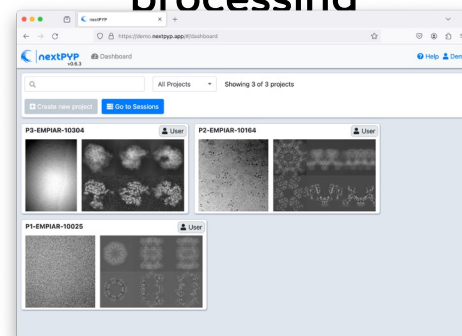 processing
nextPYP
https://demo.nextpyp.app/#/dashboard
nextPYP
v0.6.3
Dashboard
Help
All Projects
Showing 3 of 3 projects
Create new project
Go to Sessions
P3-EMPIAR-10304
User
P2-EMPIAR-10164
User
P1-EMPIAR-10025
User